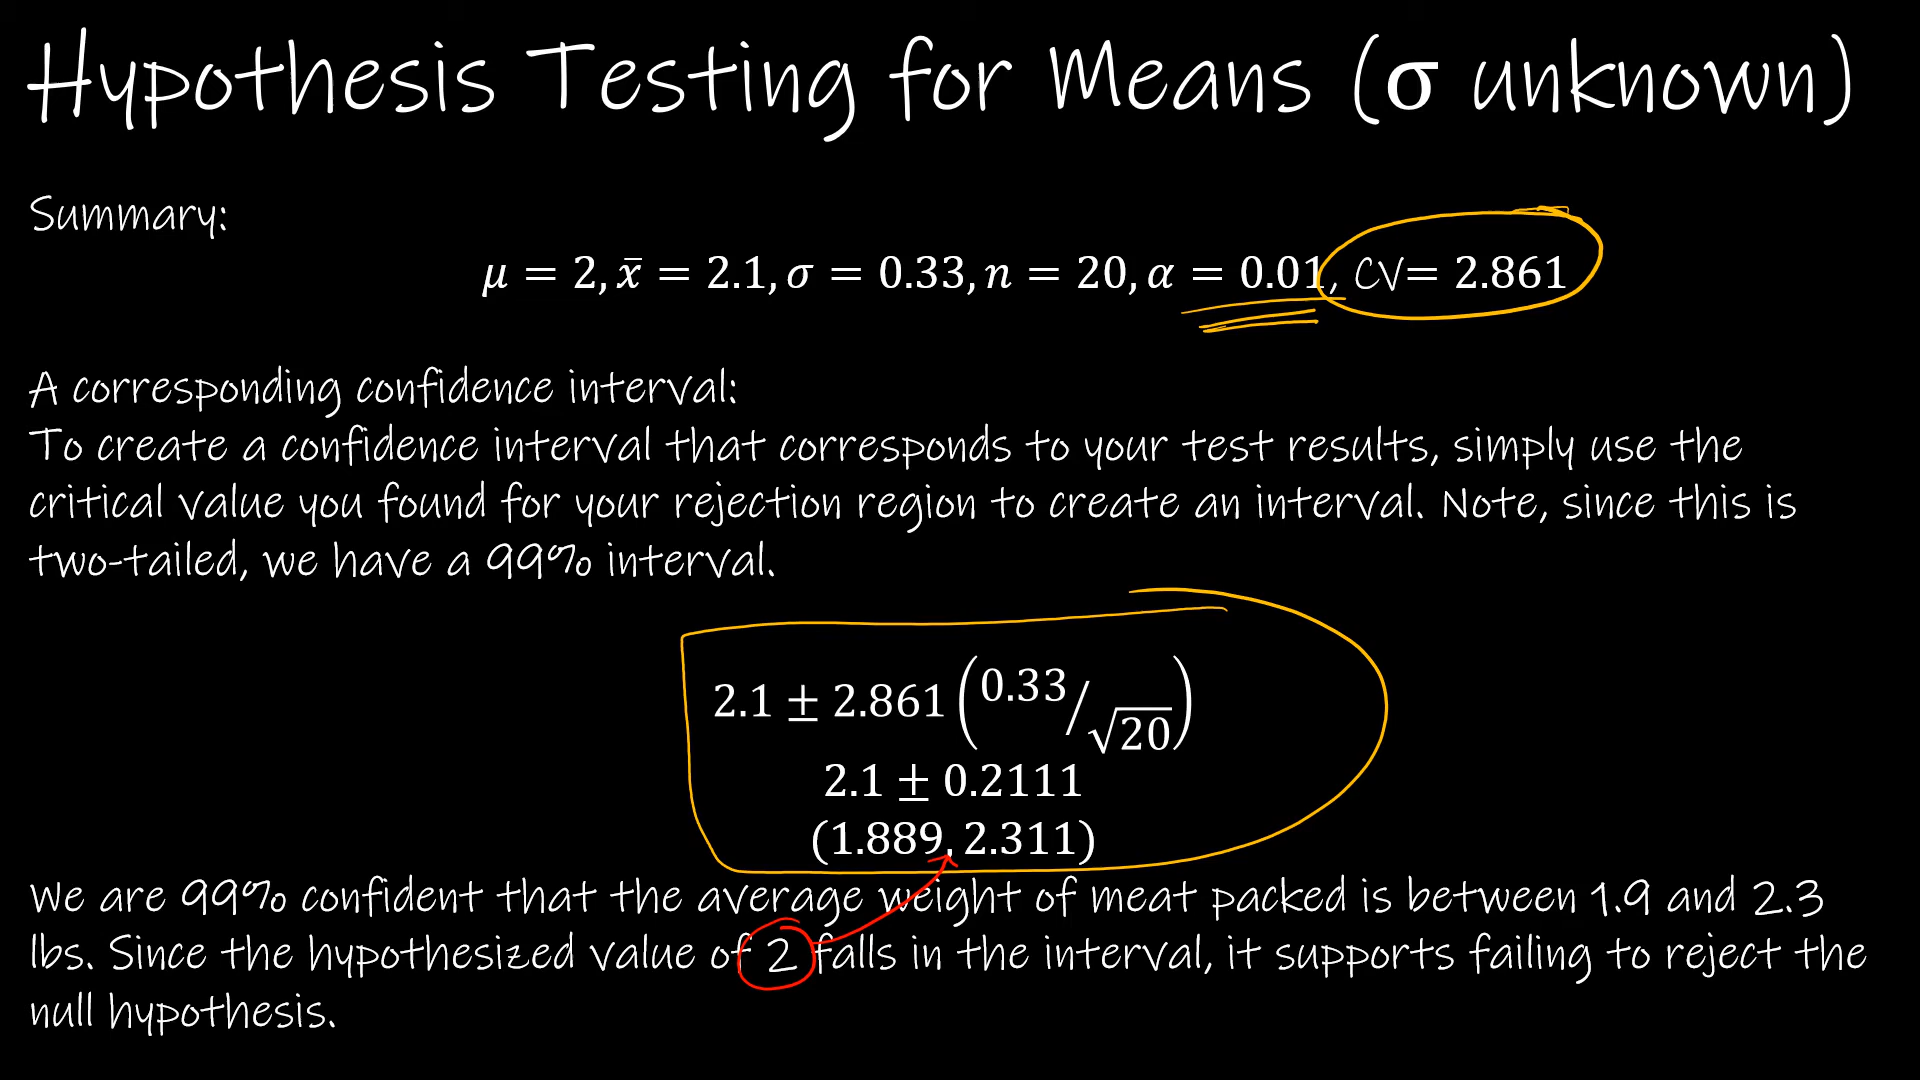 Hypothesis Testing for Means (σ unknown)
Summary:
μ = 2, x̄ = 2.1, σ = 0.33, n = 20, α = 0.01, CV= 2.861
A corresponding confidence interval:
To create a confidence interval that corresponds to your test results, simply use the
critical value you found for your rejection region to create an interval. Note, since this is
two-tailed, we have a 99% interval.
2.1 ± 2.861 (0.33/√20)
2.1 ± 0.2111
(1.889, 2.311)
We are 99% confident that the average weight of meat packed is between 1.9 and 2.3
lbs. Since the hypothesized value of 2 falls in the interval, it supports failing to reject the
null hypothesis.